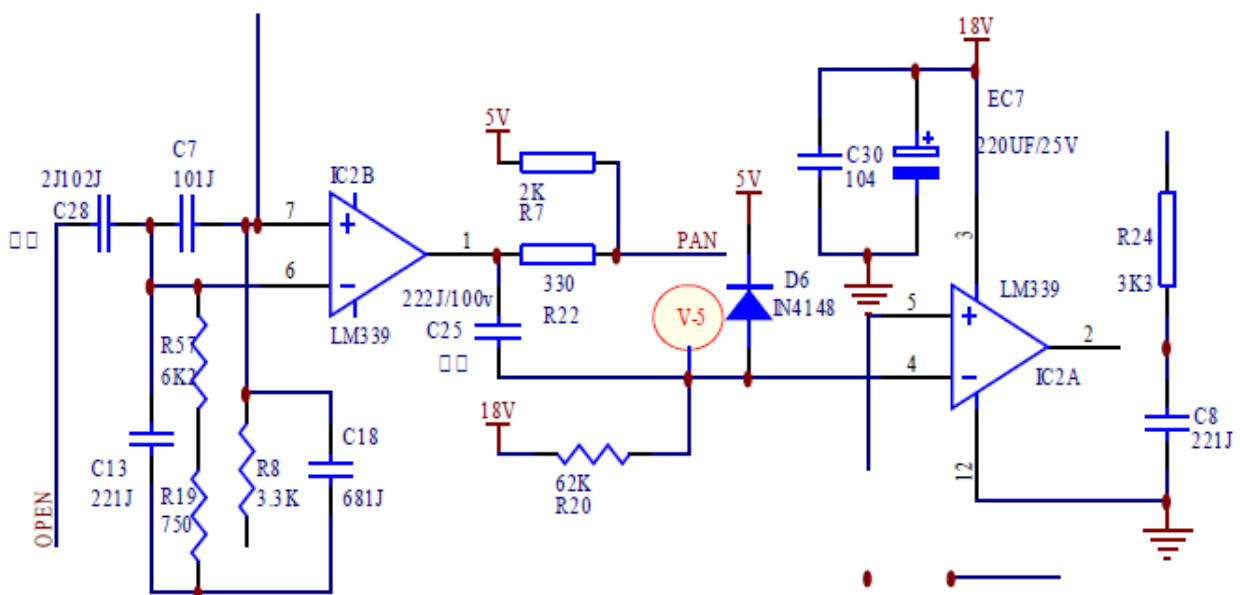 18V
EC7
220UF/25V
C30
104
5V
C7
101J
2J102J
C28
IC2B
7
6
LM339
1
2K
R7
PAN
330
R22
222J/100v
C25
□□
□□
5V
D6
IN4148
V-5
R24
3K3
3
LM339
5
4
2
IC2A
12
R57
6K2
18V
62K
R20
C8
221J
C18
681J
C13
221J
R19
750
R8
3.3K
OPEN